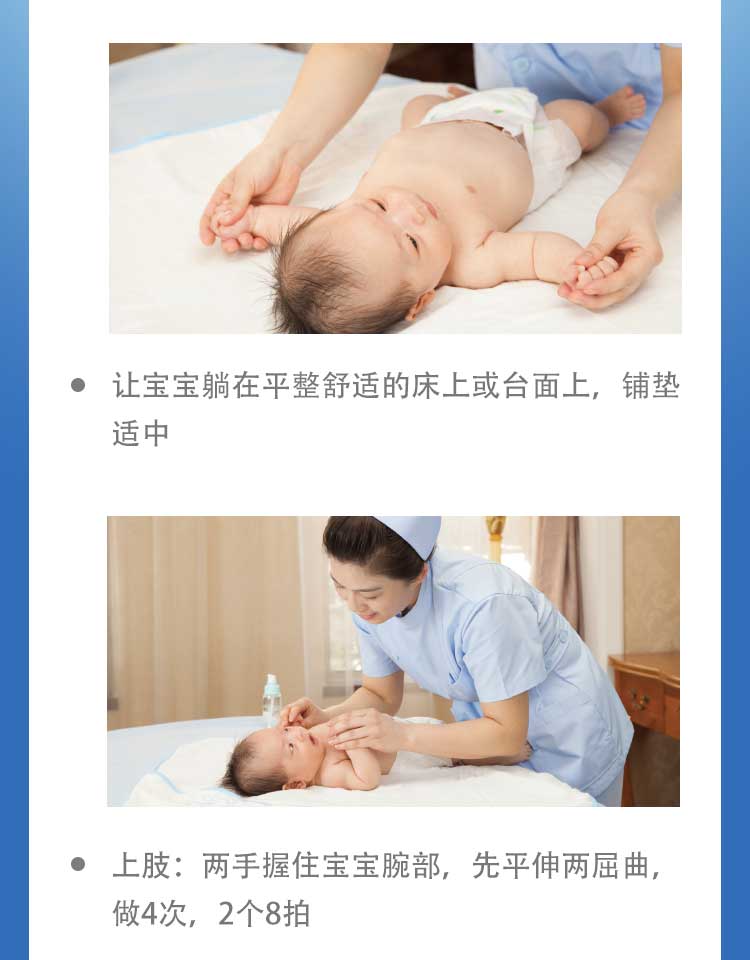 让宝宝躺在平整舒适的床上或台面上，铺垫
适中
上肢：两手握住宝宝腕部，先平伸两屈曲，
做4次，2个8拍